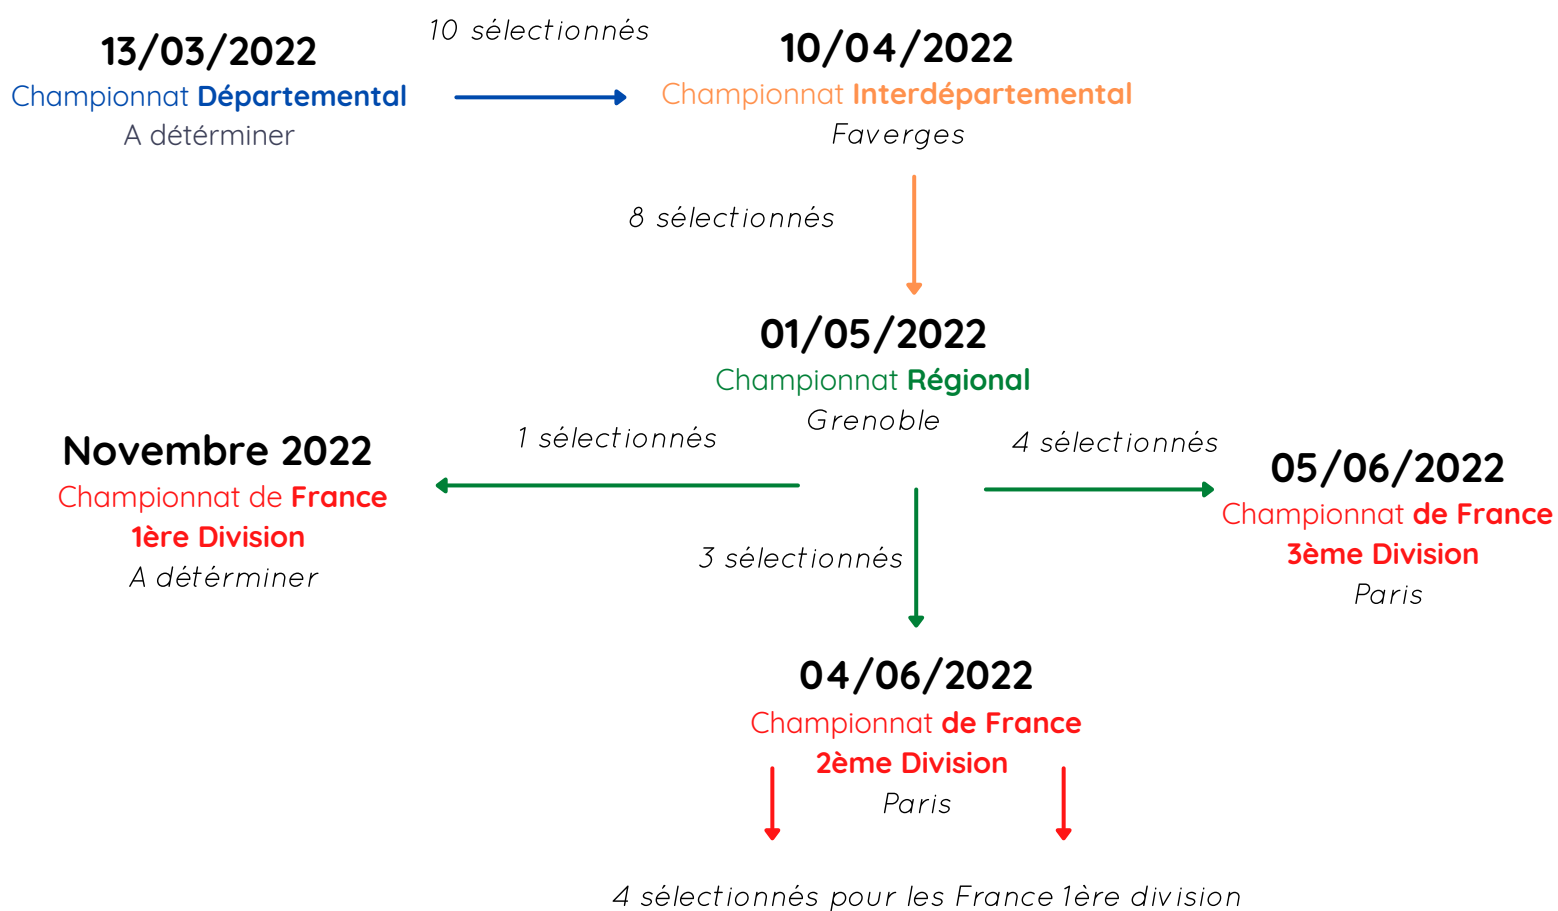 10 sélectionnés
13/03/2022
Championnat Départemental
A détérminer
10/04/2022
Championnat Interdépartemental
Faverges
8 sélectionnés
01/05/2022
Championnat Régional
Grenoble
1 sélectionnés
4 sélectionnés
Novembre 2022
Championnat de France
1ère Division
A détérminer
05/06/2022
Championnat de France
3ème Division
Paris
3 sélectionnés
04/06/2022
Championnat de France
2ème Division
Paris
4 sélectionnés pour les France 1ère division